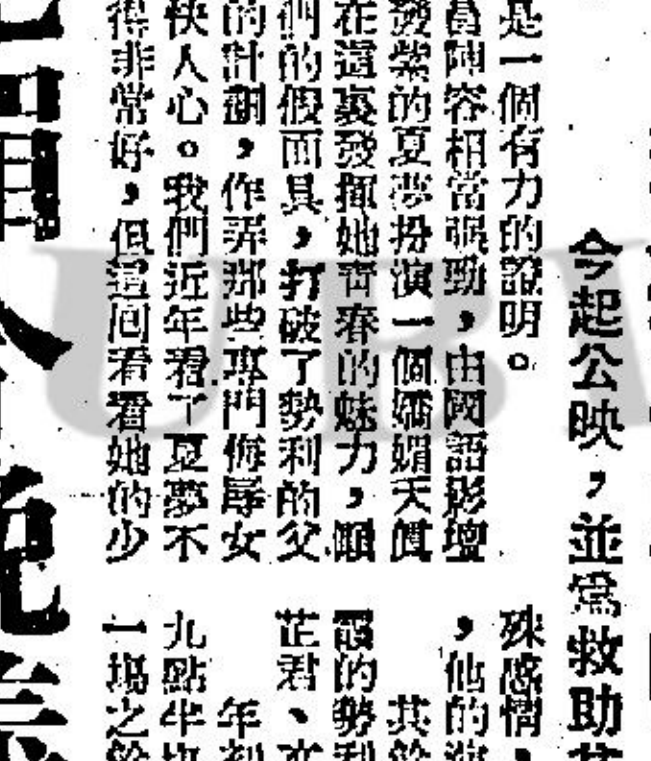 今起公映，並為救助
是一個有力的證明。
當陣容相當堅勁，由國語影壇
發紫的夏夢扮演一個嬌媚天真
在這裏發揮她青春的魅力，
們的假面具，打破了勢利的父
的計劃，作弄那些專門侮辱女
快人心。我們近年看了夏夢不
得非常好，但這回看看她的少
殊感情，
，他的
其餘
的勢利
芷君、
年初
九點半
一場之餘